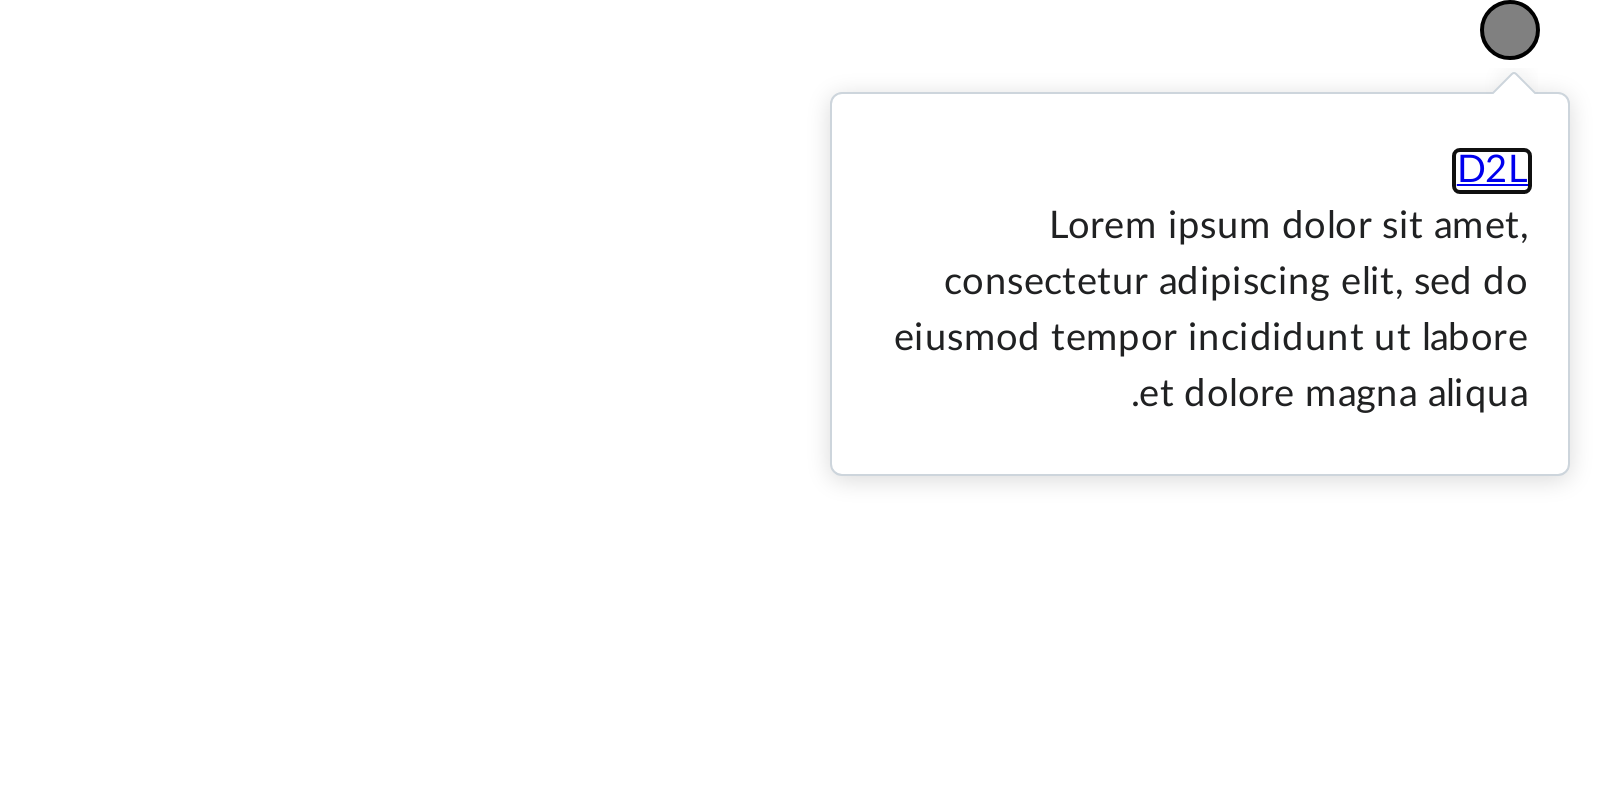 D2L
Lorem ipsum dolor sit amet,
consectetur adipiscing elit, sed do
eiusmod tempor incididunt ut labore
.et dolore magna aliqua